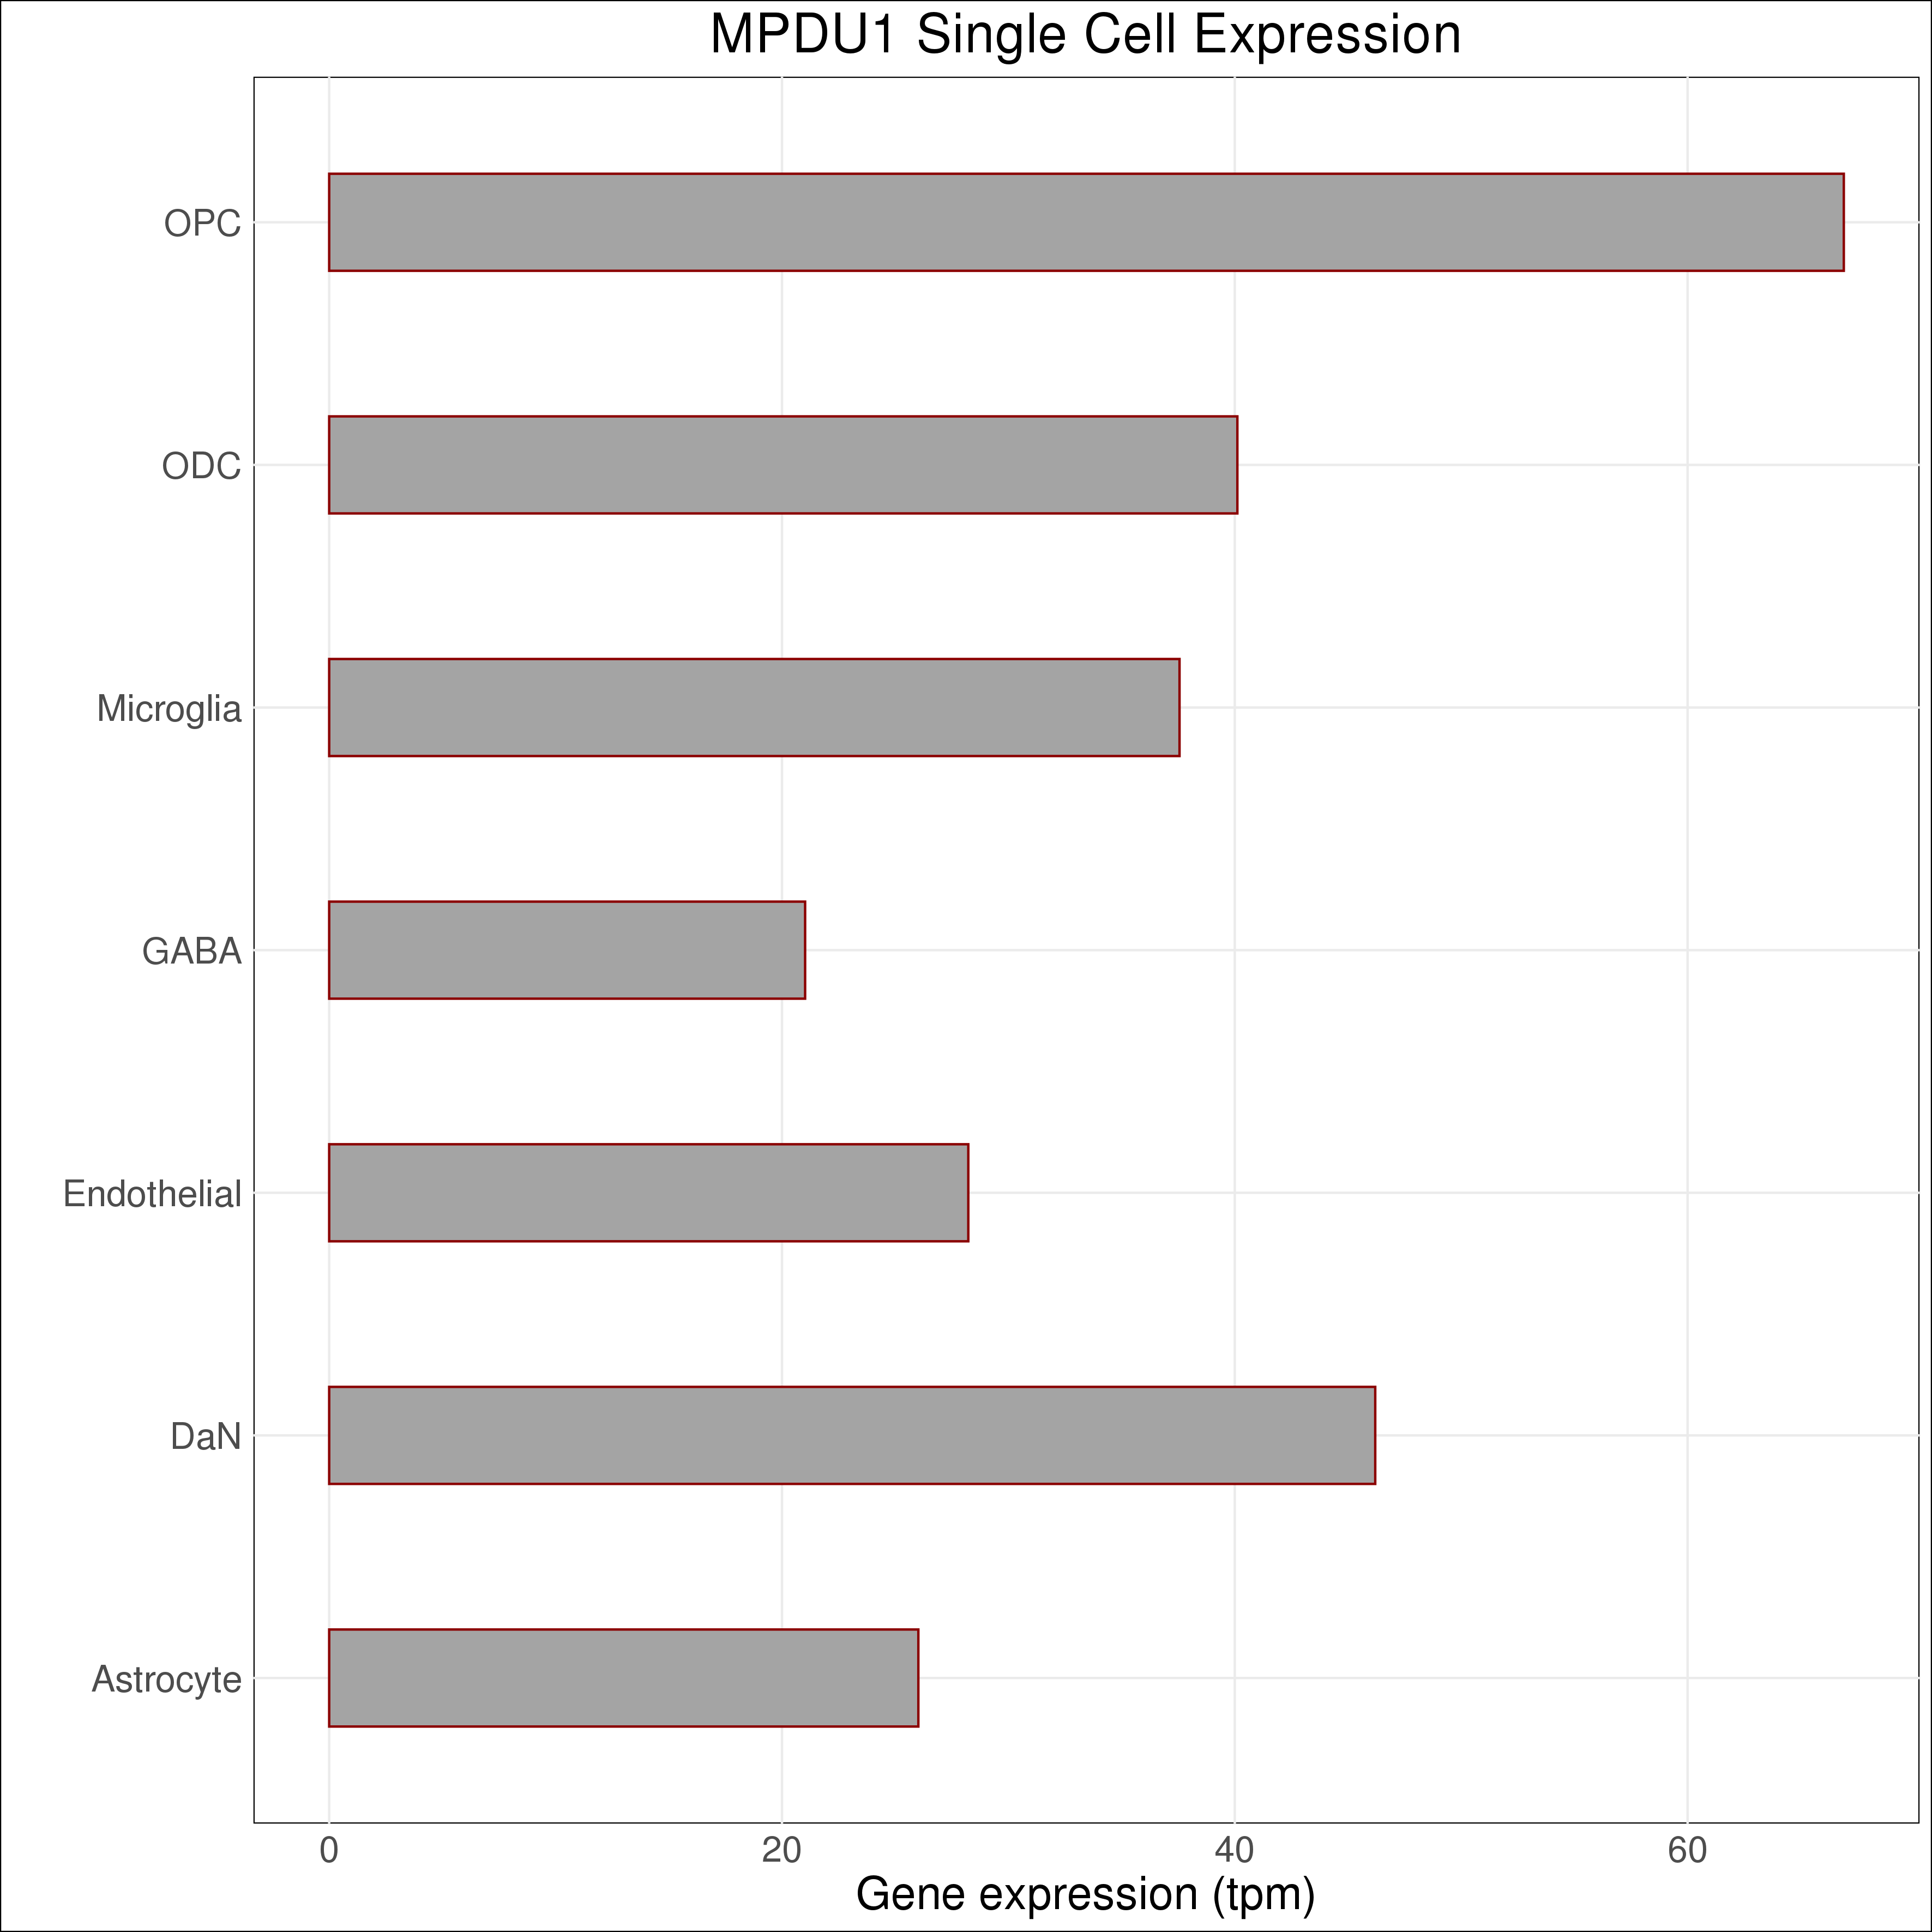 MPDU1 Single Cell Expression
OPC
ODC
Microglia
GABA
Endothelial
DaN
Astrocyte
0 20 40 60
Gene expression (tpm)